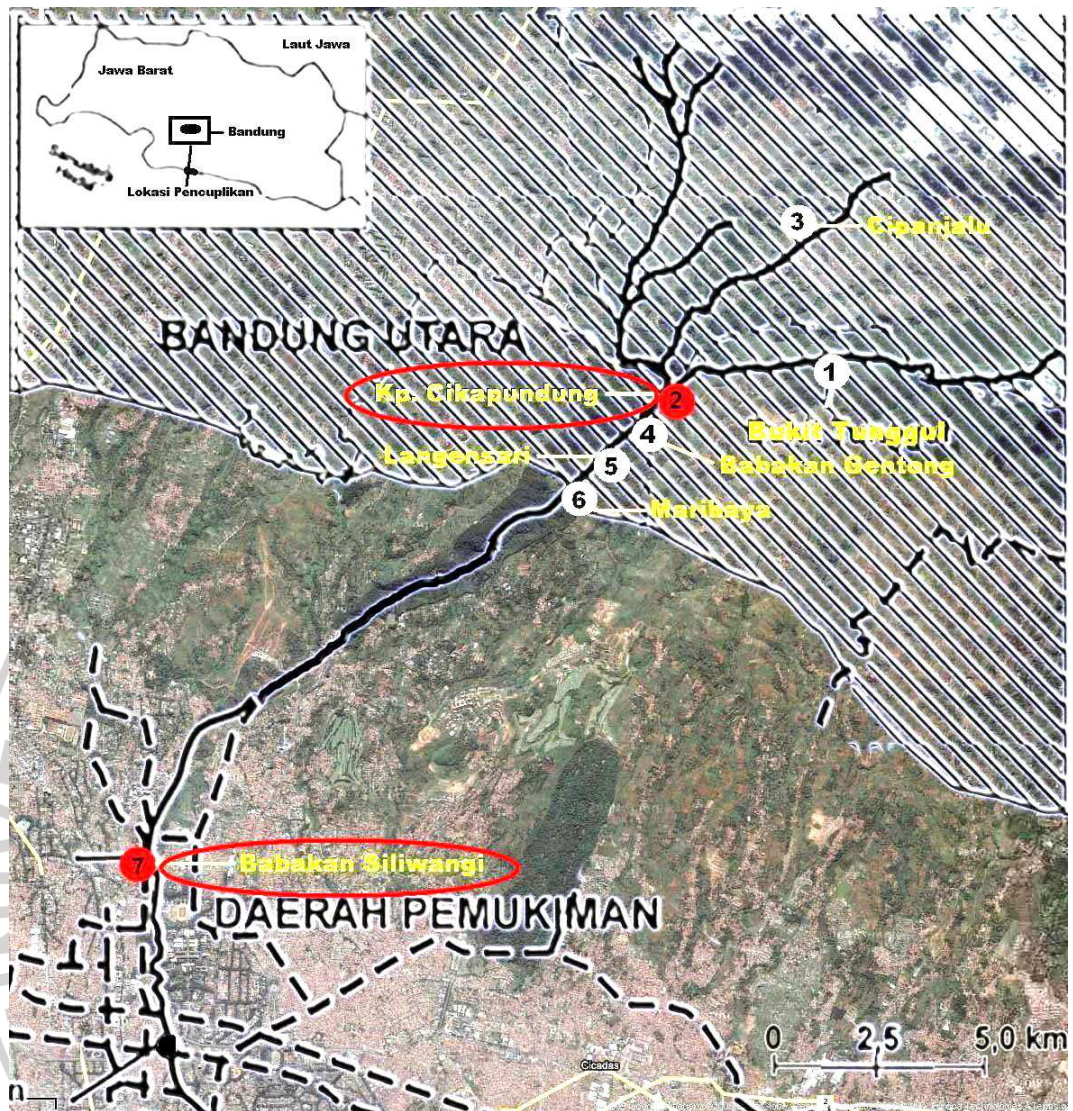 Laut Jawa
Jawa Barat
Bandung
Lokasi Pencuplikan
3
Cipanjalu
BANDUNG UTARA
1
Kp. Cikapundung
2
Bukit Tunggul
4
Langensari
Babakan Gentong
5
6
Maribaya
7
Babakan Siliwangi
DAERAH PEMUKIMAN
0 2,5 5,0 km
Cicadas
n
2